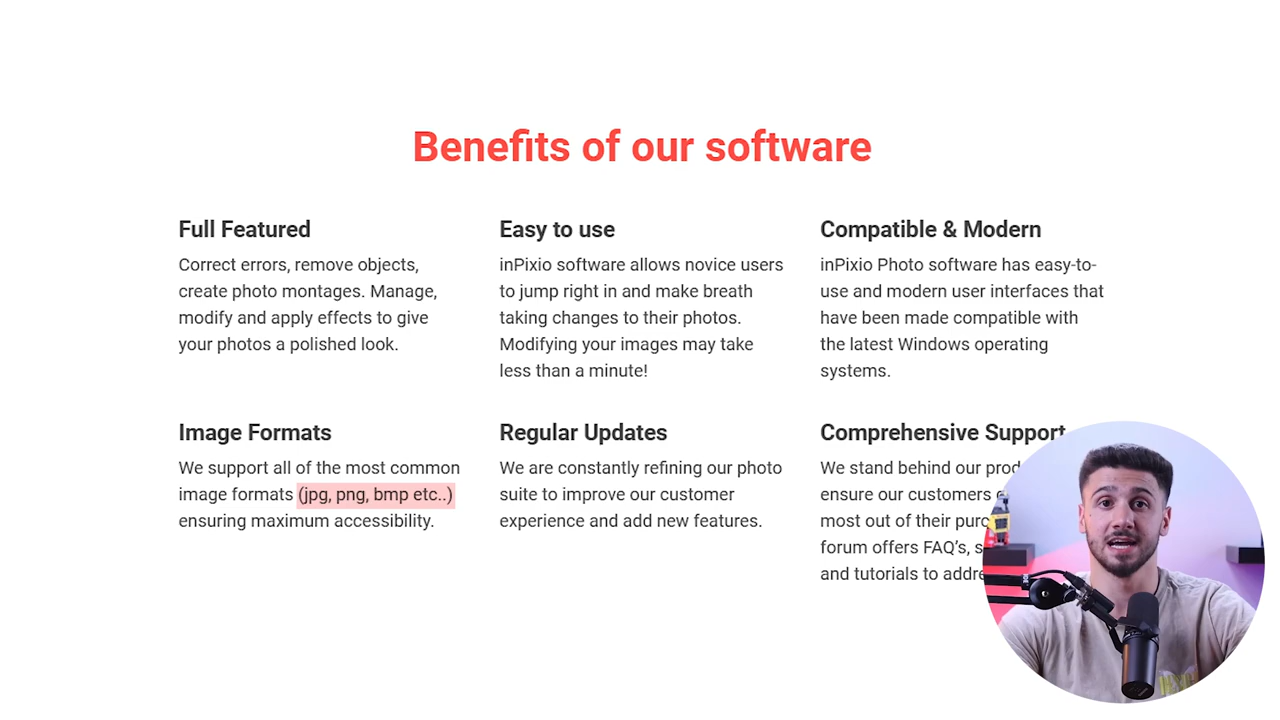 Benefits of our software
Full Featured
Correct errors, remove objects,
create photo montages. Manage,
modify and apply effects to give
your photos a polished look.
Easy to use
inPixio software allows novice users
to jump right in and make breath
taking changes to their photos.
Modifying your images may take
less than a minute!
Compatible & Modern
inPixio Photo software has easy-to-
use and modern user interfaces that
have been made compatible with
the latest Windows operating
systems.
Image Formats
We support all of the most common
image formats (jpg, png, bmp etc..)
ensuring maximum accessibility.
Regular Updates
We are constantly refining our photo
suite to improve our customer
experience and add new features.
Comprehensive Support
We stand behind our
ensure our customers
most out of their
forum offers FAQ’s,
and tutorials to